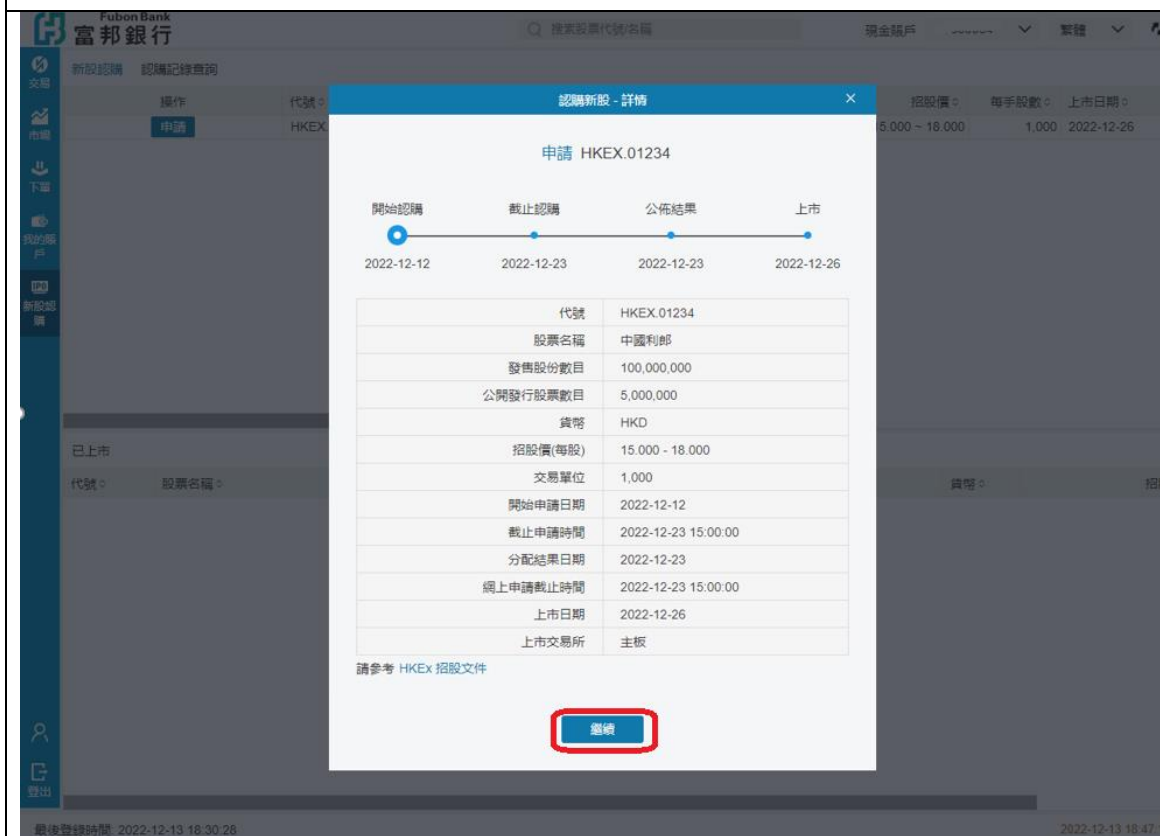 Fubon Bank
富邦銀行
搜索股票代號/名稱
現金賬戶
繁體
交易
市場
下單
我的賬戶
IPO
新股認購
登出
新股認購 認購記錄查詢
操作 代號 招股價 每手股數 上市日期
申請 HKEX. 5.000 ~ 18.000 1,000 2022-12-26
認購新股 - 詳情 ×
申請 HKEX.01234
開始認購 截止認購 公佈結果 上市
2022-12-12 2022-12-23 2022-12-23 2022-12-26
代號 HKEX.01234
股票名稱 中國利郎
發售股份數目 100,000,000
公開發行股票數目 5,000,000
貨幣 HKD
招股價(每股) 15.000 - 18.000
交易單位 1,000
開始申請日期 2022-12-12
截止申請時間 2022-12-23 15:00:00
分配結果日期 2022-12-23
網上申請截止時間 2022-12-23 15:00:00
上市日期 2022-12-26
上市交易所 主板
請參考 HKEx 招股文件
繼續
已上市
代號 股票名稱 貨幣 招
最後登錄時間: 2022-12-13 18:30:28
2022-12-13 18:47: